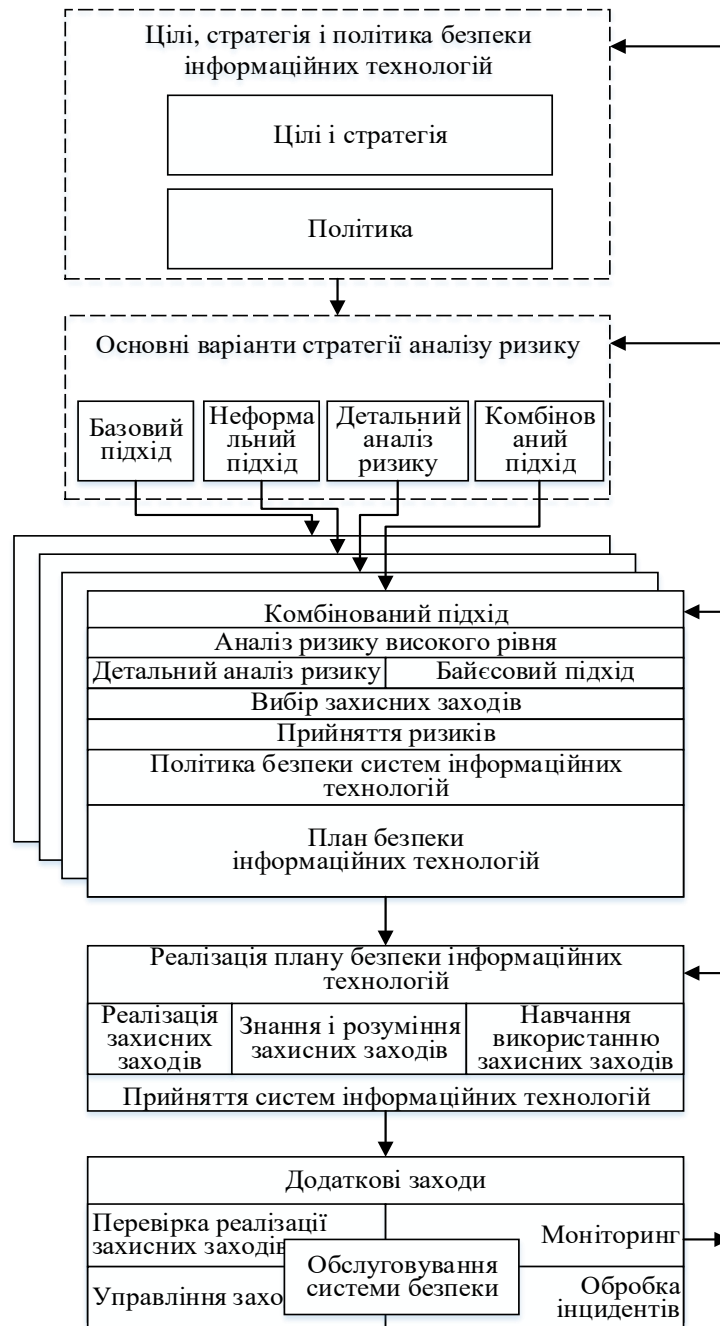 Цілі, стратегія і політика безпеки
інформаційних технологій
Цілі і стратегія
Політика
Основні варіанти стратегії аналізу ризику
Базовий
підхід
Неформа
льний
підхід
Детальний
аналіз
ризику
Комбінов
аний
підхід
Комбінований підхід
Аналіз ризику високого рівня
Детальний аналіз ризику
Байєсовий підхід
Вибір захисних заходів
Прийняття ризиків
Політика безпеки систем інформаційних
технологій
План безпеки
інформаційних технологій
Реалізація плану безпеки інформаційних
технологій
Реалізація
захисних
заходів
Знання і розуміння
захисних заходів
Навчання
використанню
захисних заходів
Прийняття систем інформаційних технологій
Додаткові заходи
Перевірка реалізації
захисних заходів
Моніторинг
Обслуговування
системи безпеки
Управління
Обробка
інцидентів